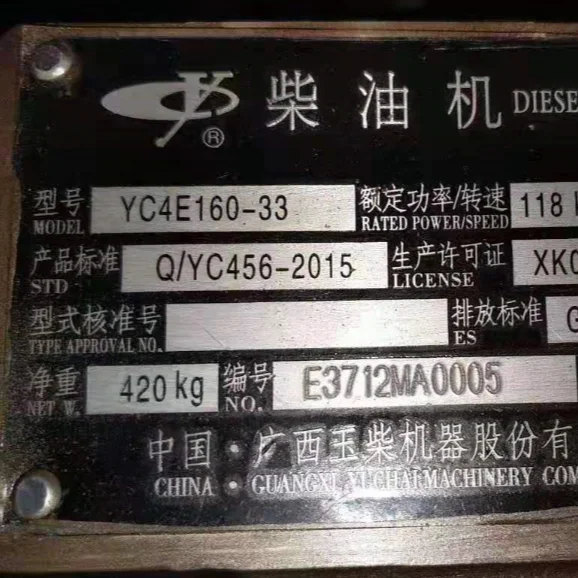 ® 柴油机 DIESE
型号 YC4E160-33 额定功率/转速 118
MODEL RATED POWER/SPEED
产品标准 Q/YC456-2015 生产许可证 XK0
STD LICENSE
型式核准号 排放标准 G
TYPE APPROVAL NO. ES
净重 420 kg 编号 E3712MA0005
NET W. NO.
中国·广西玉柴机器股份有
CHINA · GUANGXI YUCHAI MACHINERY COM